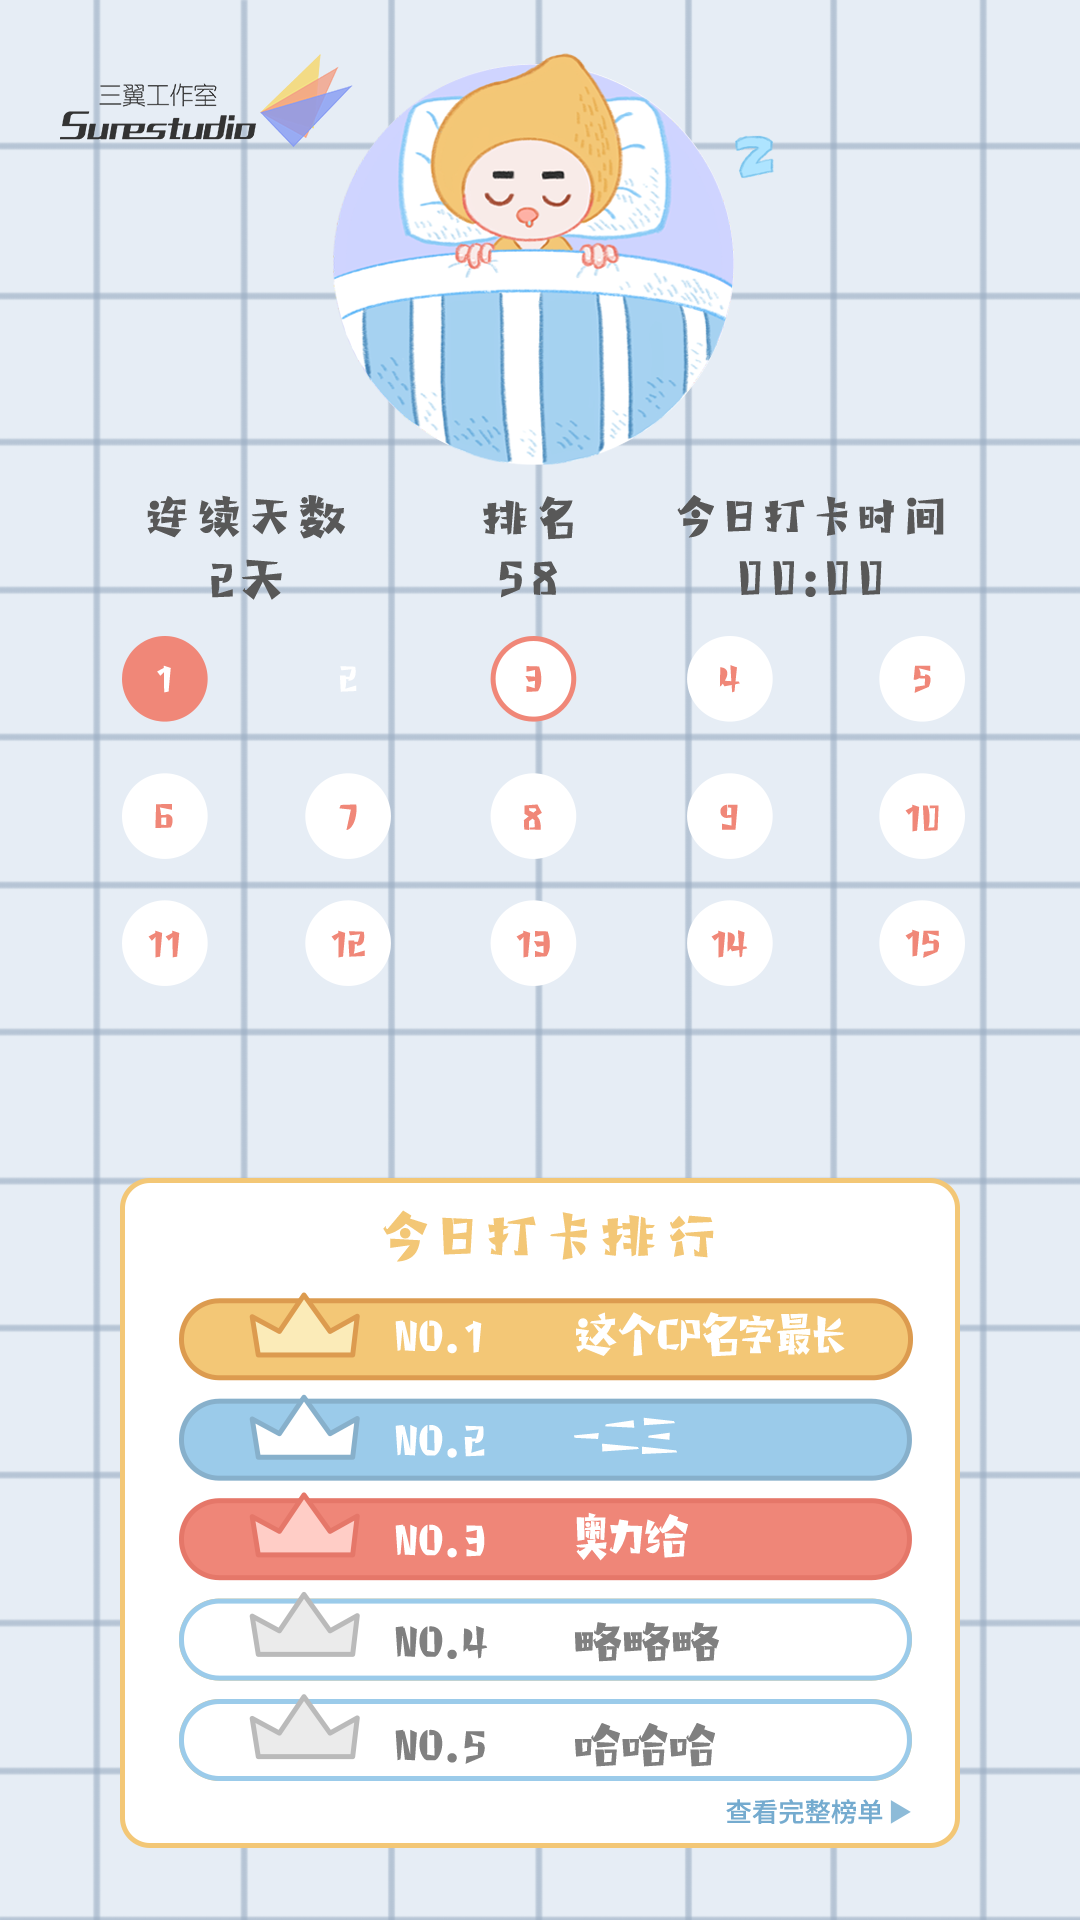 三翼工作室
Surestudio
z
连续天数 排名 今日打卡时间
2天 58 00:00
1 2 3 4 5
6 7 8 9 10
11 12 13 14 15
今日打卡排行
NO.1 这个CP名字最长
NO.2 一二三
NO.3 奥力给
NO.4 略略略
NO.5 哈哈哈
查看完整榜单